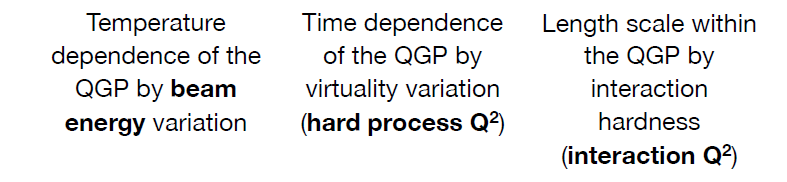 Temperature
dependence of the
QGP by beam
energy variation
Time dependence
of the QGP by
virtuality variation
(hard process Q²)
Length scale within
the QGP by
interaction
hardness
(interaction Q²)